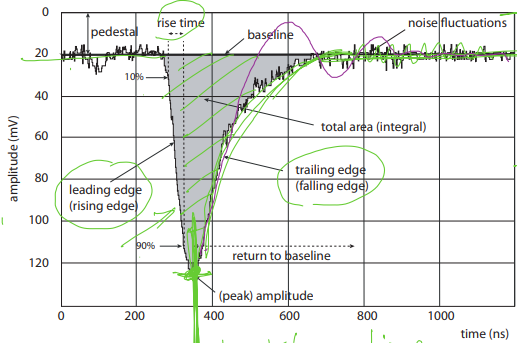 0
rise time
pedestal
baseline
noise fluctuations
20
10%
40
total area (integral)
60
amplitude (mV)
trailing edge
(falling edge)
80
leading edge
(rising edge)
100
90%
return to baseline
120
(peak) amplitude
0
200
400
600
800
1000
time (ns)